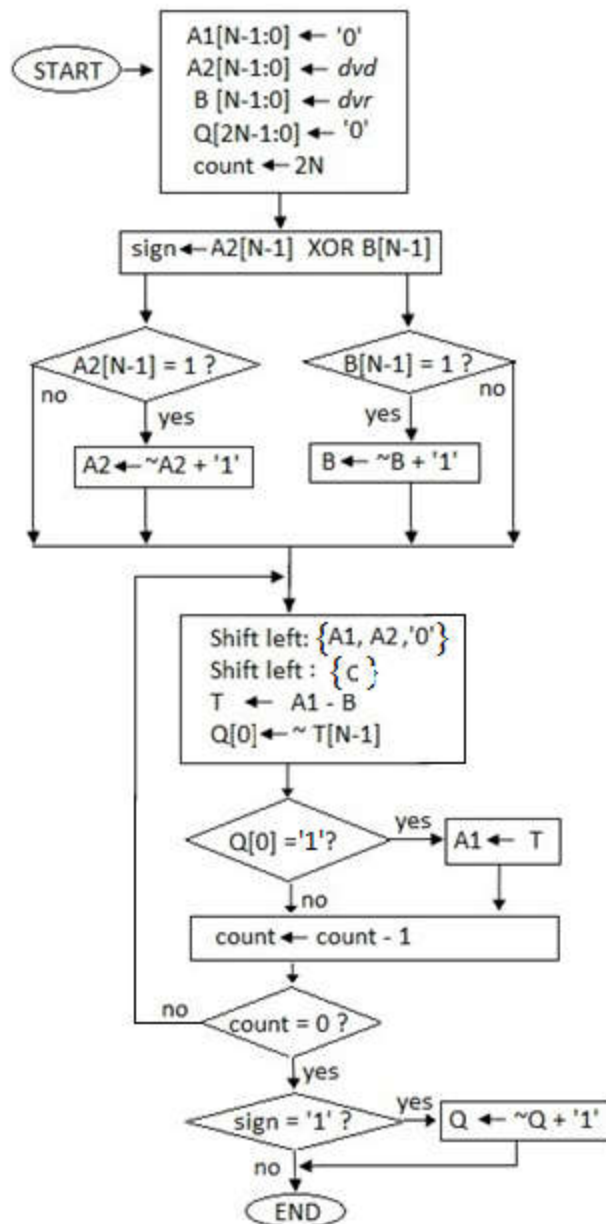 START
A1[N-1:0] ← '0'
A2[N-1:0] ← dvd
B [N-1:0] ← dvr
Q[2N-1:0] ← '0'
count ← 2N
sign ← A2[N-1] XOR B[N-1]
A2[N-1] = 1 ?
B[N-1] = 1 ?
no
yes
yes
no
A2 ← ~A2 + '1'
B ← ~B + '1'
Shift left: {A1, A2 ,'0'}
Shift left : {C}
T ← A1 - B
Q[0] ← ~ T[N-1]
Q[0] ='1'?
yes
A1 ← T
no
count ← count - 1
no
count = 0 ?
yes
sign = '1' ?
yes
Q ← ~Q + '1'
no
END